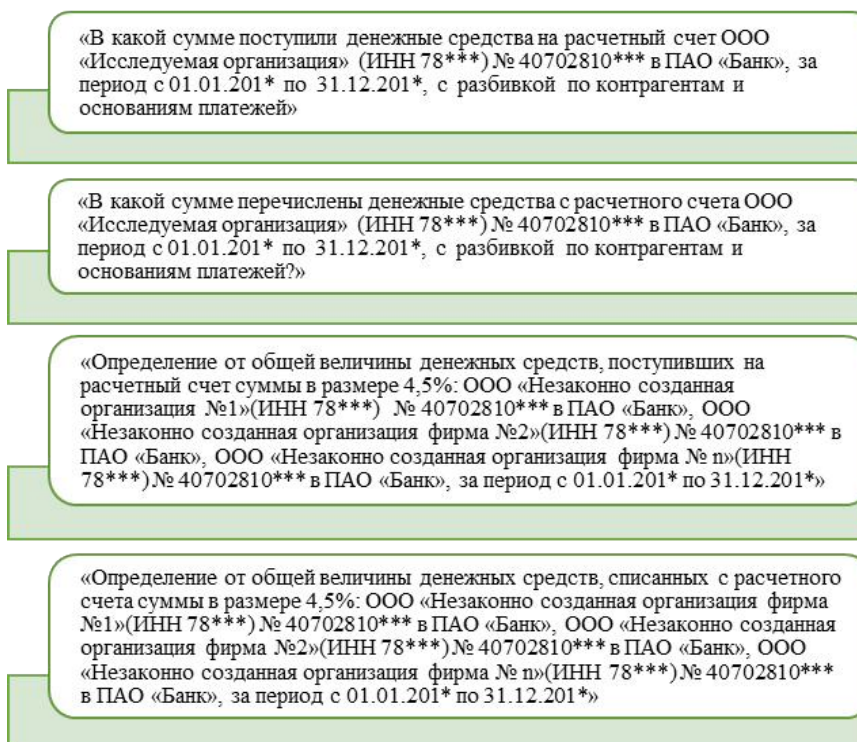 «В какой сумме поступили денежные средства на расчетный счет ООО
«Исследуемая организация» (ИНН 78***) № 40702810*** в ПАО «Банк», за
период с 01.01.201* по 31.12.201*, с разбивкой по контрагентам и
основаниям платежей»
«В какой сумме перечислены денежные средства с расчетного счета ООО
«Исследуемая организация» (ИНН 78***) № 40702810*** в ПАО «Банк», за
период с 01.01.201* по 31.12.201*, с разбивкой по контрагентам и
основаниям платежей?»
«Определение от общей величины денежных средств, поступивших на
расчетный счет суммы в размере 4,5%: ООО «Незаконно созданная
организация №1»(ИНН 78***) № 40702810*** в ПАО «Банк», ООО
«Незаконно созданная организация фирма №2»(ИНН 78***) № 40702810*** в
ПАО «Банк», ООО «Незаконно созданная организация фирма № n»(ИНН
78***) № 40702810*** в ПАО «Банк», за период с 01.01.201* по 31.12.201*»
«Определение от общей величины денежных средств, списанных с расчетного
счета суммы в размере 4,5%: ООО «Незаконно созданная организация фирма
№1»(ИНН 78***) № 40702810*** в ПАО «Банк», ООО «Незаконно созданная
организация фирма №2»(ИНН 78***) № 40702810*** в ПАО «Банк», ООО
«Незаконно созданная организация фирма № n»(ИНН 78***) № 40702810***
в ПАО «Банк», за период с 01.01.201* по 31.12.201*»